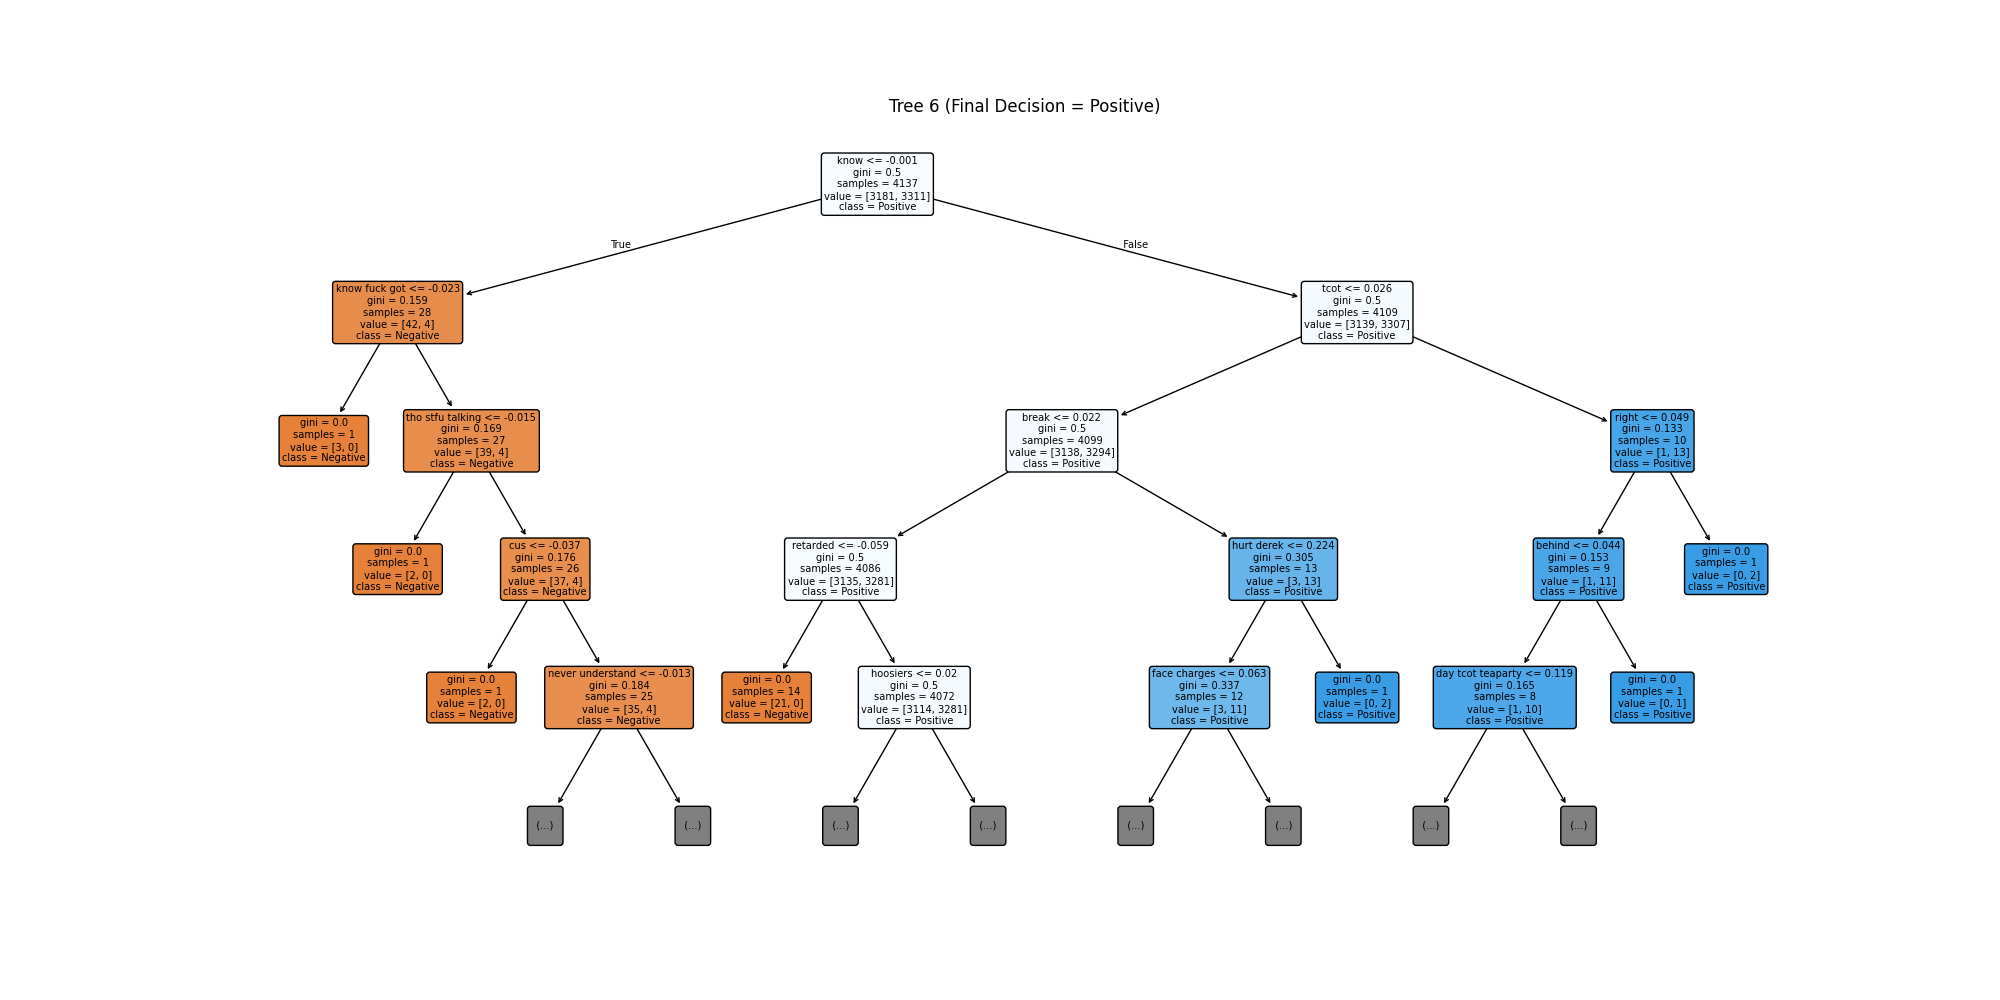 Tree 6 (Final Decision = Positive)
know <= -0.001
gini = 0.5
samples = 4137
value = [3181, 3311]
class = Positive
True
False
know fuck got <= -0.023
gini = 0.159
samples = 28
value = [42, 4]
class = Negative
tcot <= 0.026
gini = 0.5
samples = 4109
value = [3139, 3307]
class = Positive
gini = 0.0
samples = 1
value = [3, 0]
class = Negative
tho stfu talking <= -0.015
gini = 0.169
samples = 27
value = [39, 4]
class = Negative
break <= 0.022
gini = 0.5
samples = 4099
value = [3138, 3294]
class = Positive
right <= 0.049
gini = 0.133
samples = 10
value = [1, 13]
class = Positive
gini = 0.0
samples = 1
value = [2, 0]
class = Negative
cus <= -0.037
gini = 0.176
samples = 26
value = [37, 4]
class = Negative
retarded <= -0.059
gini = 0.5
samples = 4086
value = [3135, 3281]
class = Positive
hurt derek <= 0.224
gini = 0.305
samples = 13
value = [3, 13]
class = Positive
behind <= 0.044
gini = 0.153
samples = 9
value = [1, 11]
class = Positive
gini = 0.0
samples = 1
value = [0, 2]
class = Positive
gini = 0.0
samples = 1
value = [2, 0]
class = Negative
never understand <= -0.013
gini = 0.184
samples = 25
value = [35, 4]
class = Negative
gini = 0.0
samples = 14
value = [21, 0]
class = Negative
hoosiers <= 0.02
gini = 0.5
samples = 4072
value = [3114, 3281]
class = Positive
face charges <= 0.063
gini = 0.337
samples = 12
value = [3, 11]
class = Positive
gini = 0.0
samples = 1
value = [0, 2]
class = Positive
day tcot teaparty <= 0.119
gini = 0.165
samples = 8
value = [1, 10]
class = Positive
gini = 0.0
samples = 1
value = [0, 1]
class = Positive
(...)
(...)
(...)
(...)
(...)
(...)
(...)
(...)